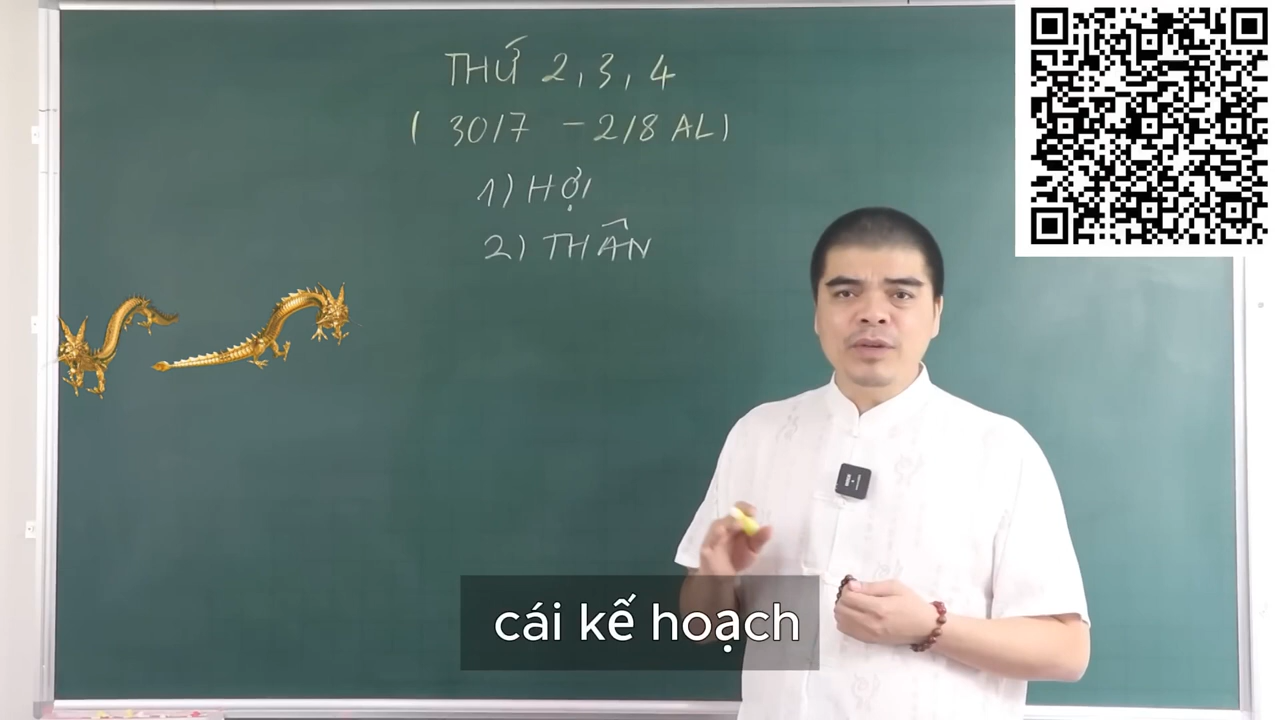 THỨ 2, 3, 4
( 30/7 - 2/8 AL)
1) HỢI
2) THÂN
cái kế hoạch